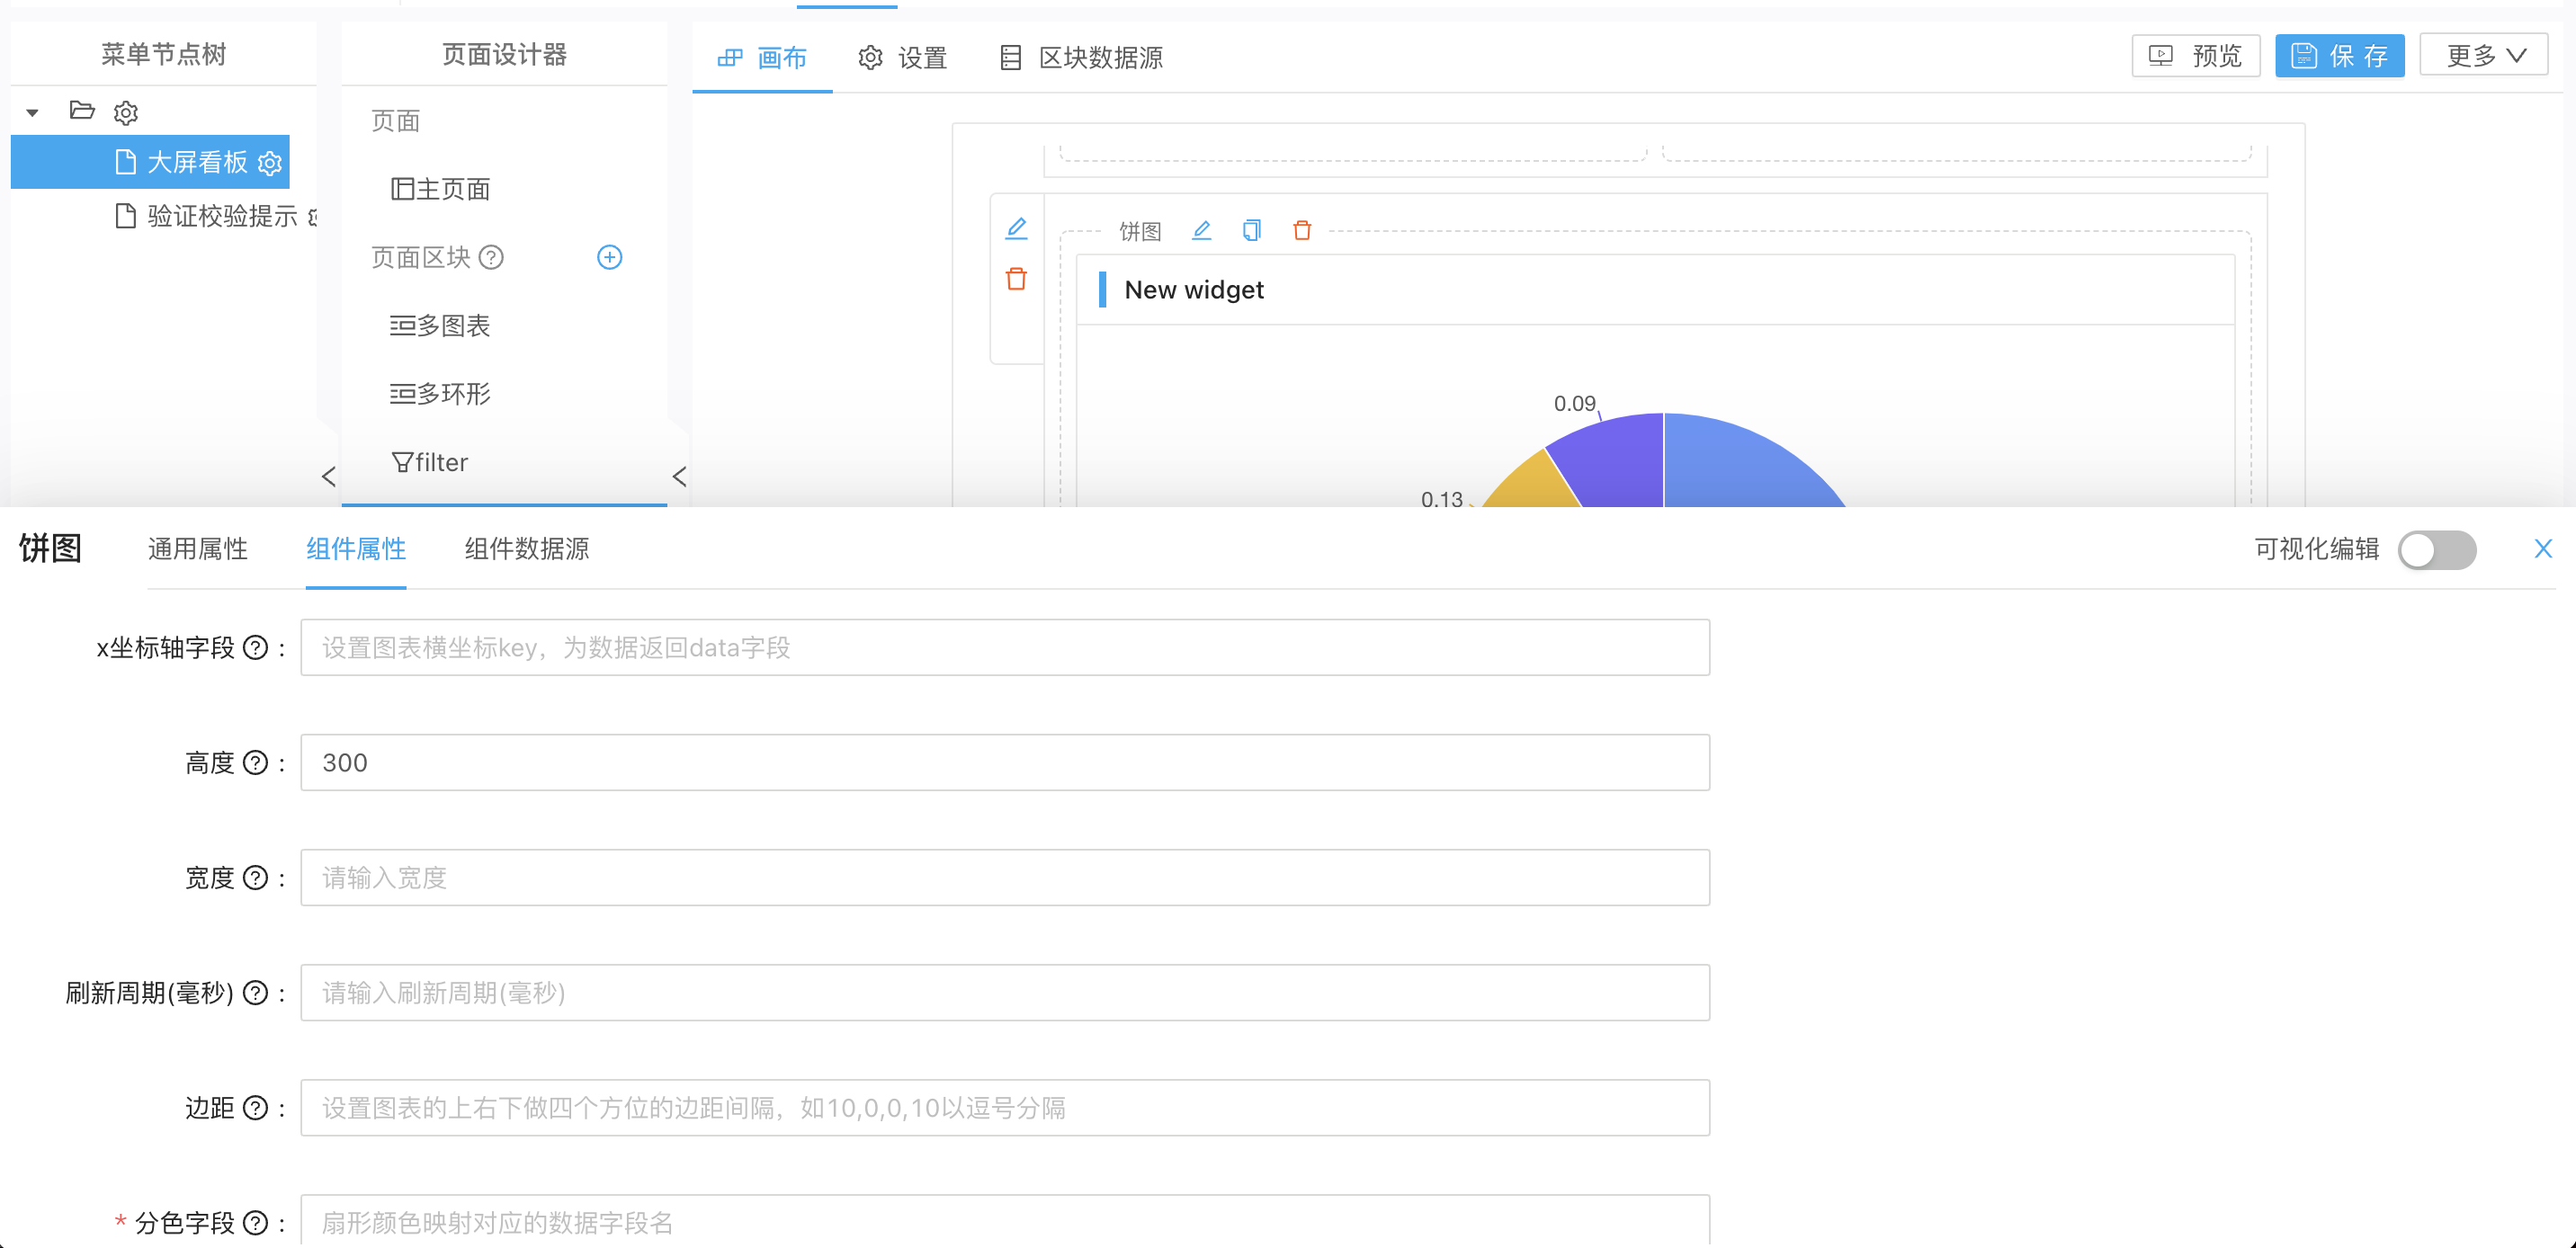 菜单节点树
大屏看板
验证校验提示
页面设计器
页面
主页面
页面区块
多图表
多环形
filter
画布
设置
区块数据源
预览
保 存
更多
饼图
New widget
0.09
0.13
饼图
通用属性
组件属性
组件数据源
可视化编辑
x坐标轴字段 :
设置图表横坐标key，为数据返回data字段
高度 :
300
宽度 :
请输入宽度
刷新周期(毫秒) :
请输入刷新周期(毫秒)
边距 :
设置图表的上右下做四个方位的边距间隔，如10,0,0,10以逗号分隔
* 分色字段 :
扇形颜色映射对应的数据字段名